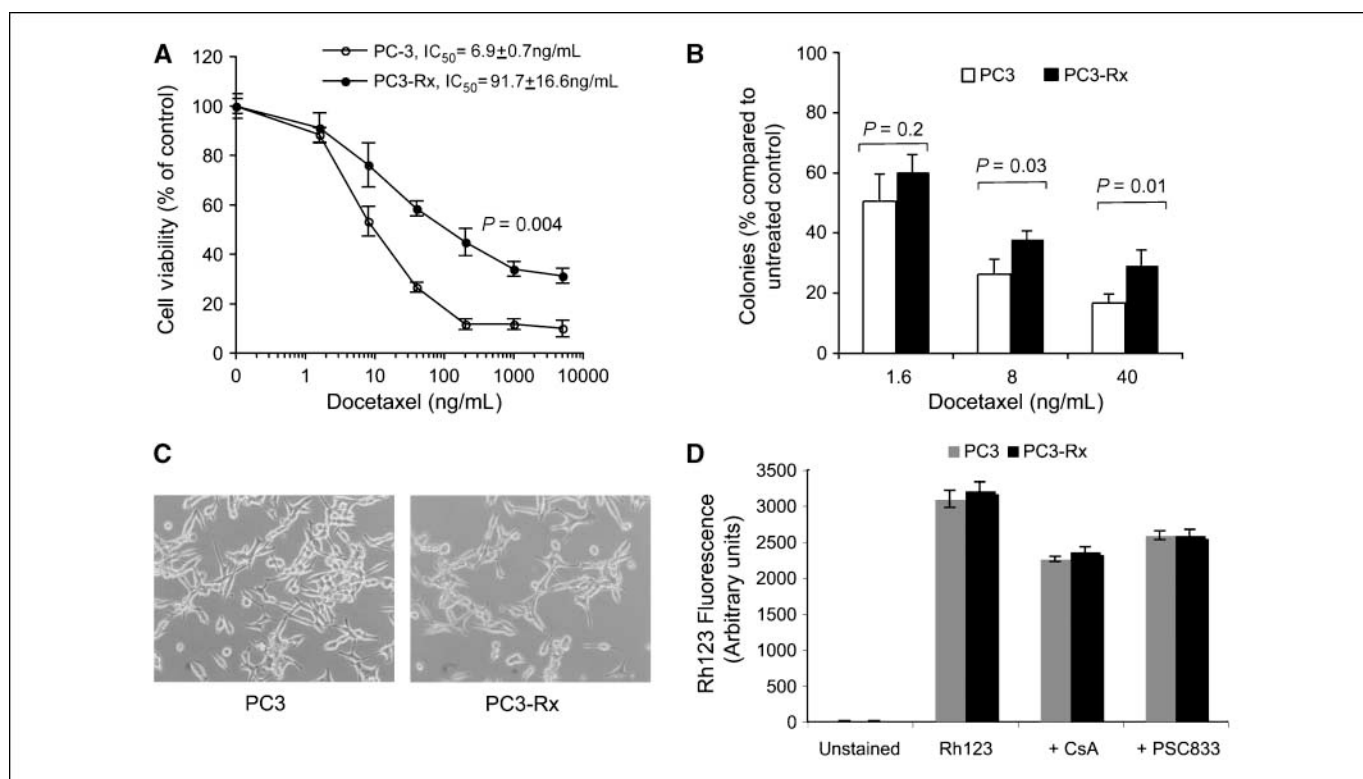 A
PC-3, IC50= 6.9±0.7ng/mL
PC3-Rx, IC50= 91.7±16.6ng/mL
120
100
80
60
40
20
0
P = 0.004
Cell viability (% of control)
0 1 10 100 1000 10000
Docetaxel (ng/mL)
B
PC3 PC3-Rx
100
80
60
40
20
0
P = 0.2
P = 0.03
P = 0.01
Colonies (% compared to
untreated control)
1.6 8 40
Docetaxel (ng/mL)
C
PC3 PC3-Rx
D
PC3 PC3-Rx
3500
3000
2500
2000
1500
1000
500
0
Rh123 Fluorescence
(Arbitrary units)
Unstained Rh123 + CsA + PSC833